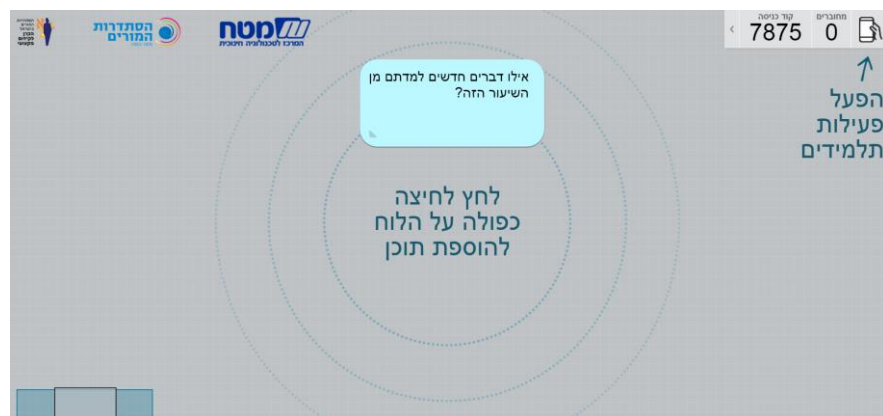 הסתדרות
המורים
מטח
המרכז לטכנולוגיה חינוכית
קוד כניסה
7875
מחוברים
0
הפעל
פעילות
תלמידים
אילו דברים חדשים למדתם מן
השיעור הזה?
לחץ לחיצה
כפולה על הלוח
להוספת תוכן